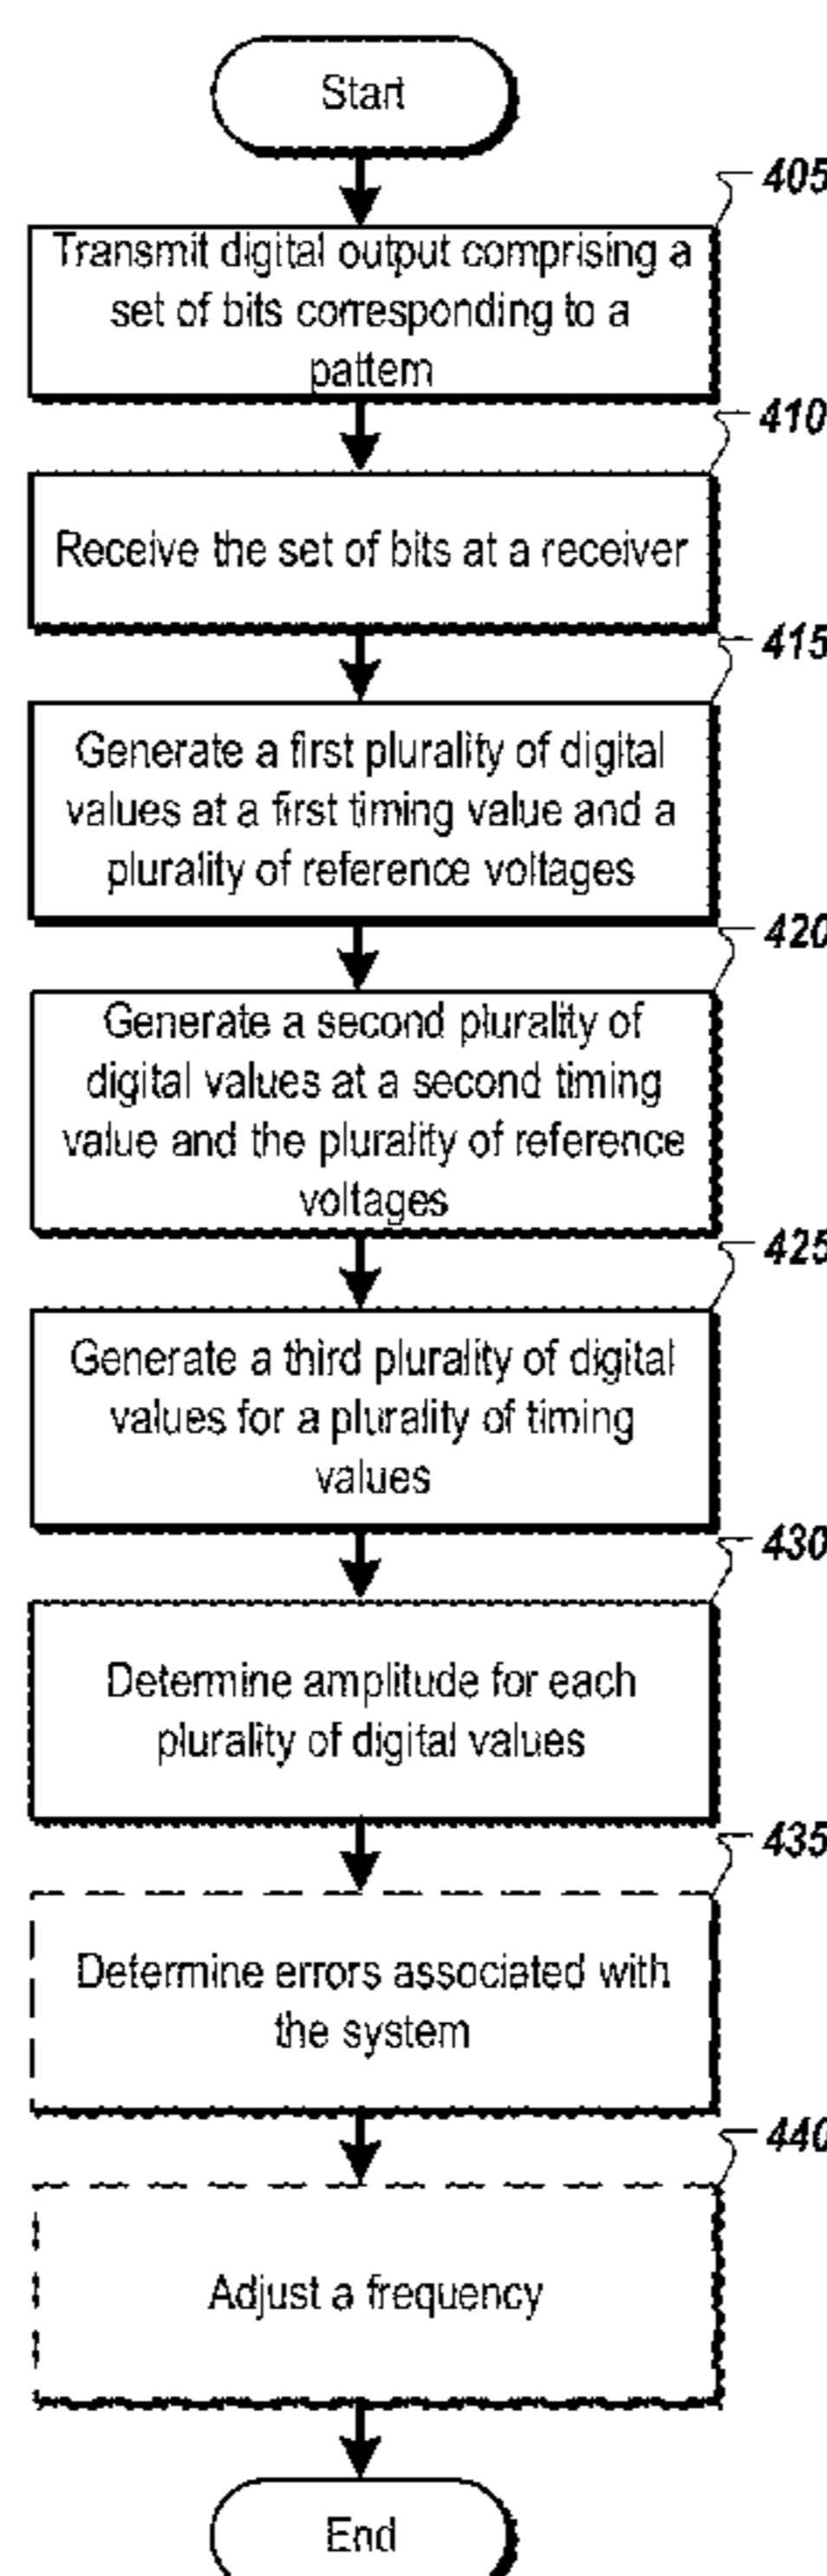 Start
405
Transmit digital output comprising a
set of bits corresponding to a
pattern
410
Receive the set of bits at a receiver
415
Generate a first plurality of digital
values at a first timing value and a
plurality of reference voltages
420
Generate a second plurality of
digital values at a second timing
value and the plurality of reference
voltages
425
Generate a third plurality of digital
values for a plurality of timing
values
430
Determine amplitude for each
plurality of digital values
435
Determine errors associated with
the system
440
Adjust a frequency
End